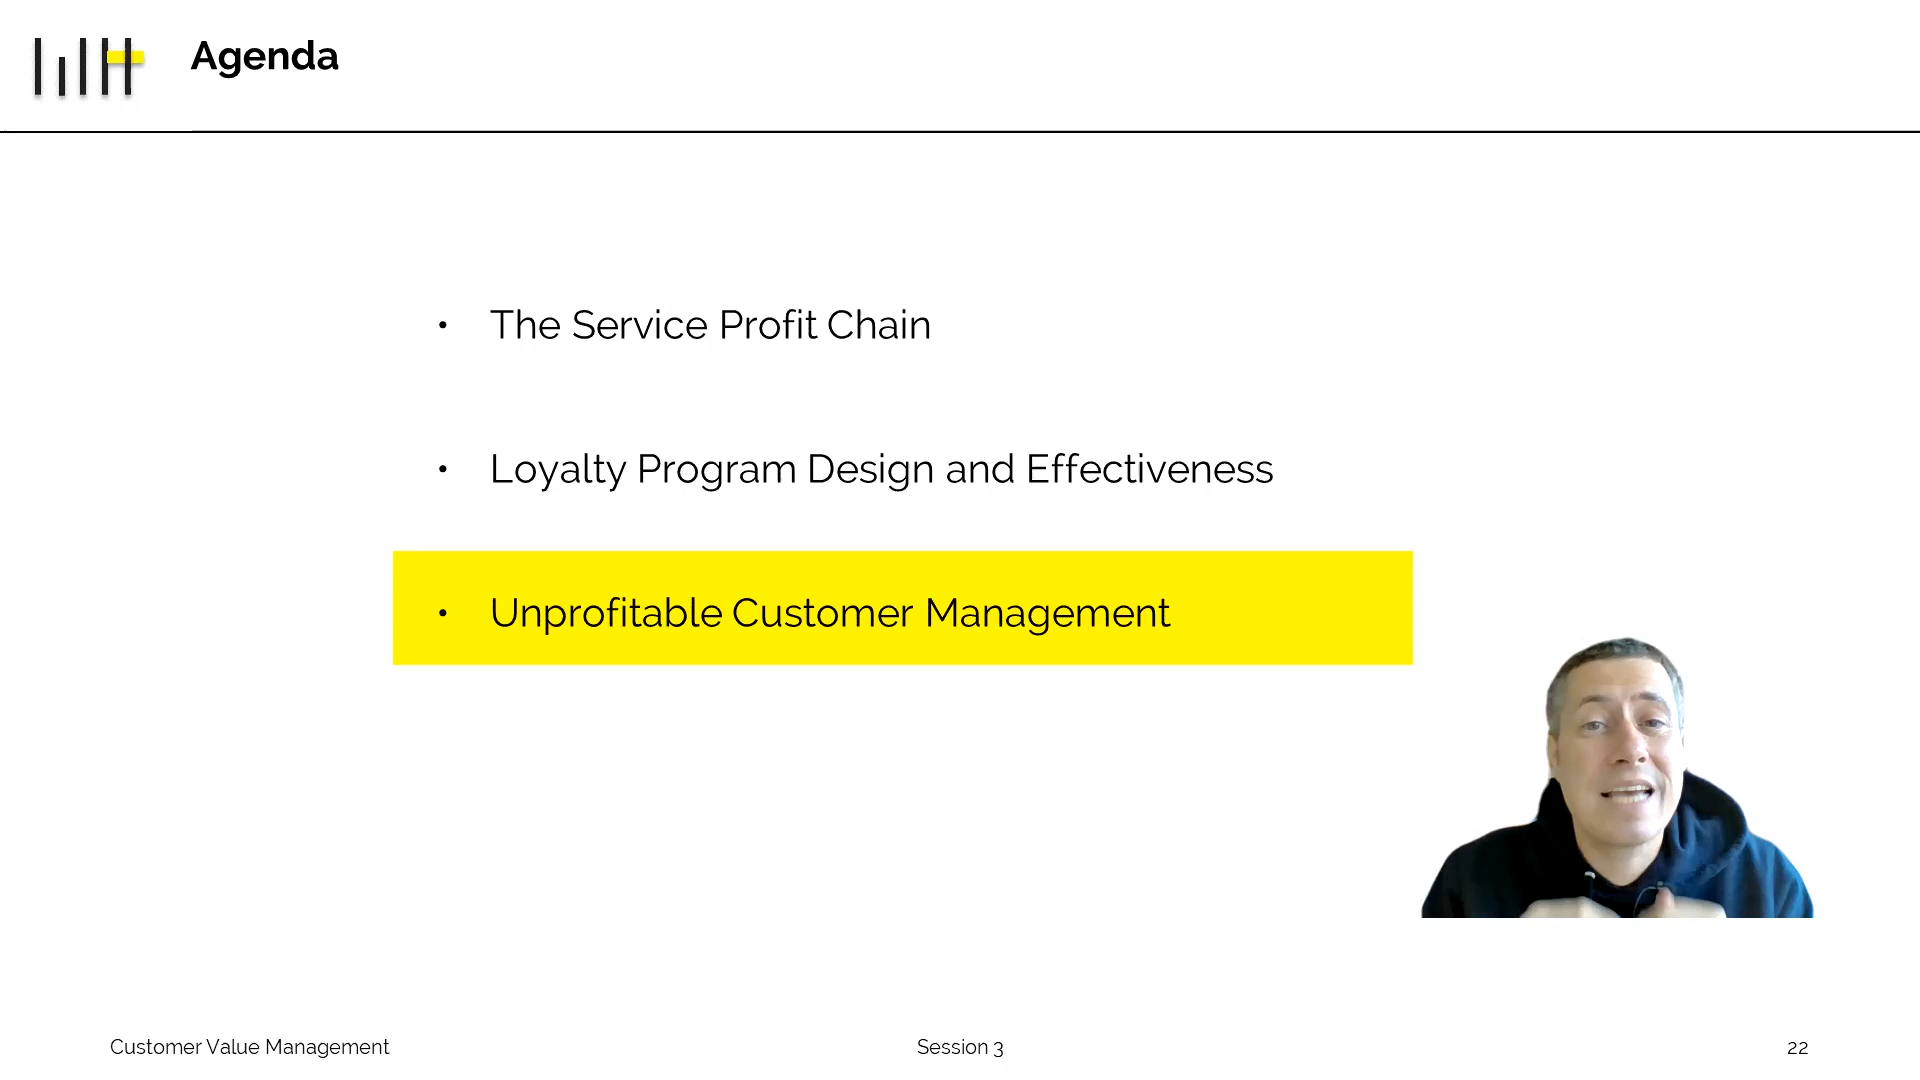 Agenda
• The Service Profit Chain
• Loyalty Program Design and Effectiveness
• Unprofitable Customer Management
Customer Value Management
Session 3
22